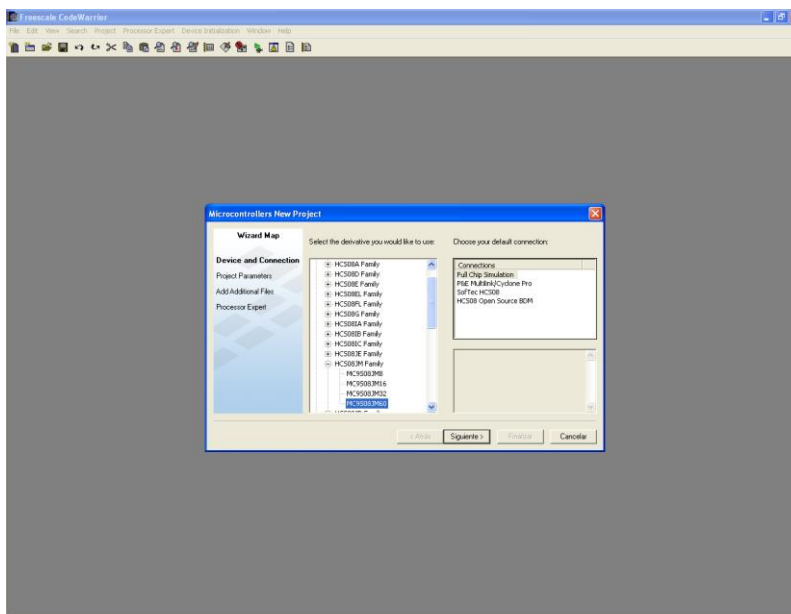 Freescale CodeWarrior
File Edit View Search Project Processor Expert Device Initialization Window Help
Microcontrollers New Project
Wizard Map
Device and Connection
Project Parameters
Add Additional Files
Processor Expert
Select the derivative you would like to use:
HCS08A Family
HCS08D Family
HCS08E Family
HCS08EL Family
HCS08FL Family
HCS08G Family
HCS08IA Family
HCS08IB Family
HCS08IC Family
HCS08JE Family
HCS08JM Family
MC9S08JM8
MC9S08JM16
MC9S08JM32
MC9S08JM60
Choose your default connection:
Connections
Full Chip Simulation
P&E Multilink/Cyclone Pro
SofTec HCS08
HCS08 Open Source BDM
< Atrás
Siguiente >
Finalizar
Cancelar